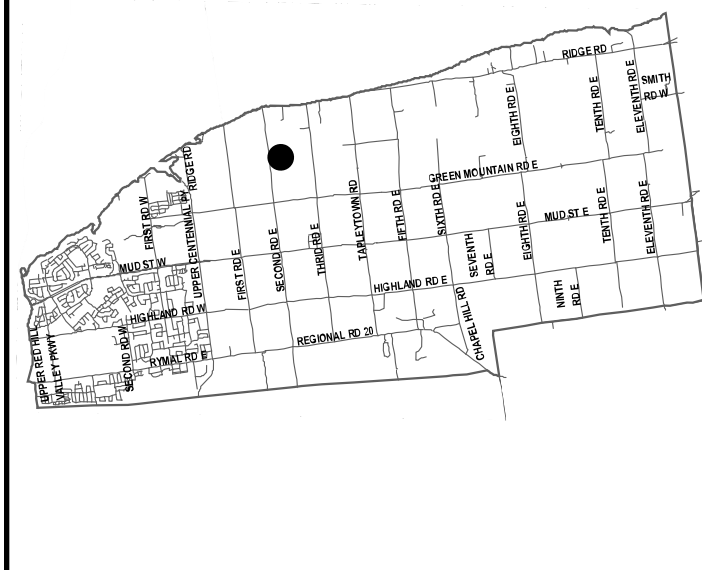 RIDGE RD
SMITH
RD W
ELEVENTH RD E
TENTH RD E
EIGHTH RD E
GREEN MOUNTAIN RD E
RIDGE RD
FIRST RD W
UPPER CENTENNIAL PY
TAPLEYTOWN RD
FIFTH RD E
SIXTH RD E
MUD ST E
EIGHTH RD E
TENTH RD E
ELEVENTH RD E
MUD ST W
FIRST RD E
SECOND RD E
THRID RD E
SEVENTH
RD E
HIGHLAND RD E
NINTH
RD E
HIGHLAND RD W
CHAPEL HILL RD
REGIONAL RD 20
UPPER RED HILL
VALLEY PKWY
SECOND RD W
RYMAL RD E